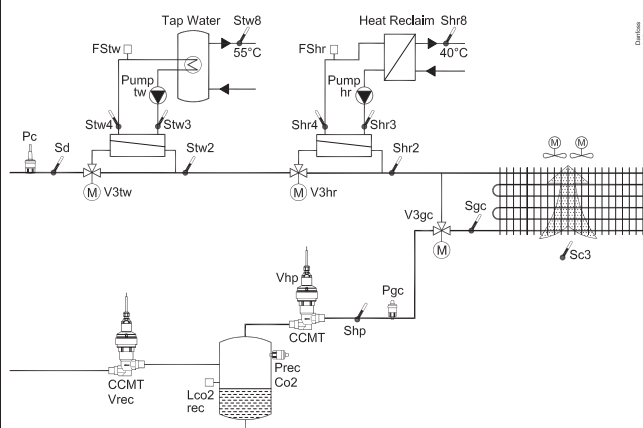 Tap Water Stw8
FStw
55°C
Pump
tw
Stw4 Stw3
Pc
Sd
Stw2
M V3tw
Heat Reclaim Shr8
FShr
40°C
Pump
hr
Shr4 Shr3
Shr2
M V3hr
Danfoss
M M
V3gc
Sgc
M
Sc3
Vhp
Pgc
CCMT
Shp
CCMT
Vrec
Prec
Co2
Lco2
rec